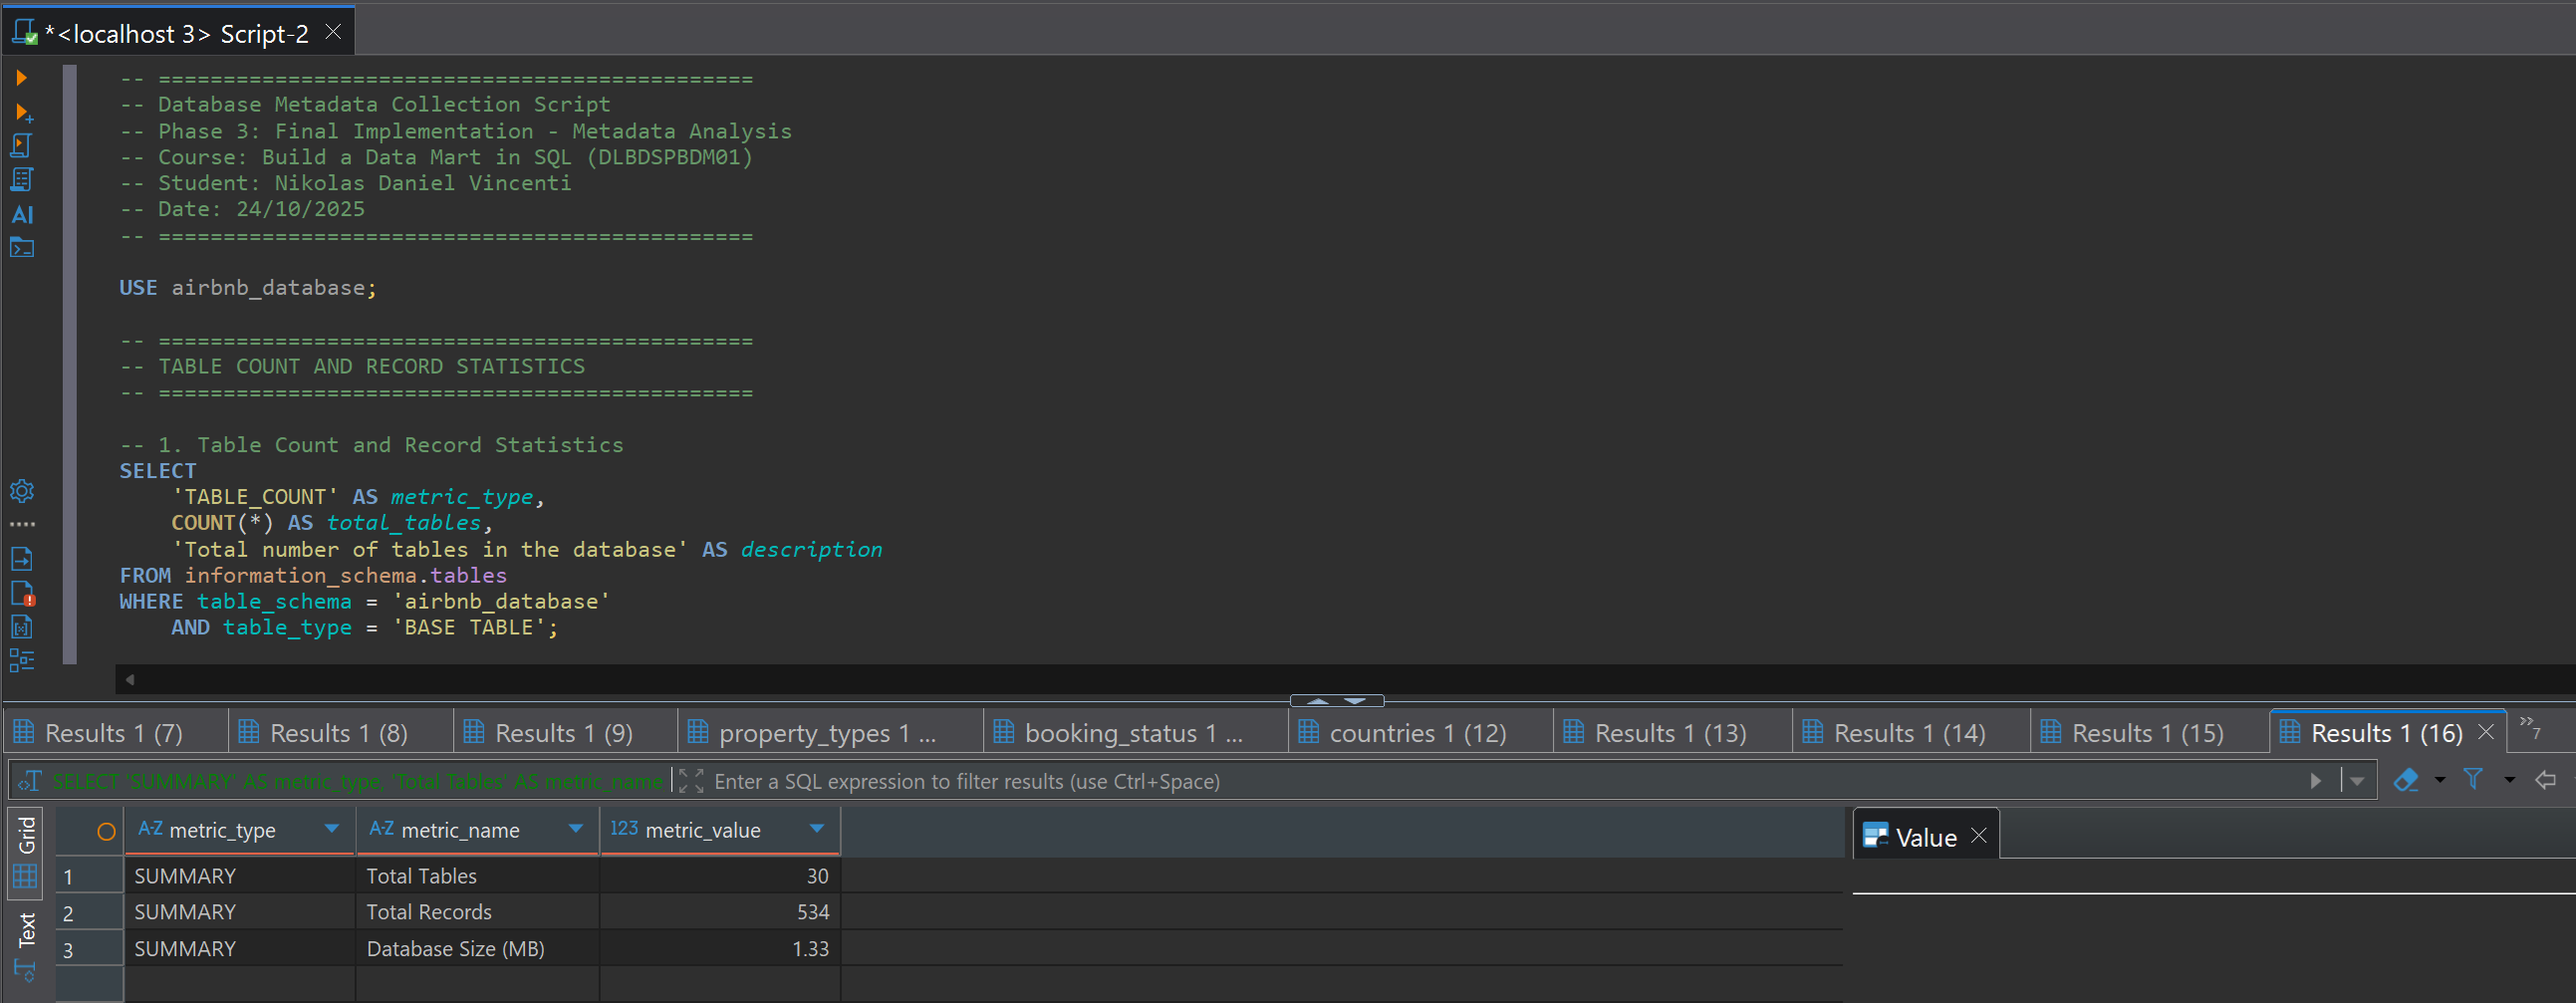 *<localhost 3> Script-2
-- ==============================================
-- Database Metadata Collection Script
-- Phase 3: Final Implementation - Metadata Analysis
-- Course: Build a Data Mart in SQL (DLBDSPBDM01)
-- Student: Nikolas Daniel Vincenti
-- Date: 24/10/2025
-- ==============================================
USE airbnb_database;
-- ==============================================
-- TABLE COUNT AND RECORD STATISTICS
-- ==============================================
-- 1. Table Count and Record Statistics
SELECT
'TABLE_COUNT' AS metric_type,
COUNT(*) AS total_tables,
'Total number of tables in the database' AS description
FROM information_schema.tables
WHERE table_schema = 'airbnb_database'
AND table_type = 'BASE TABLE';
AI
Results 1 (7) Results 1 (8) Results 1 (9) property_types 1 ... booking_status 1 ... countries 1 (12) Results 1 (13) Results 1 (14) Results 1 (15) Results 1 (16) »7
SELECT 'SUMMARY' AS metric_type, 'Total Tables' AS metric_name Enter a SQL expression to filter results (use Ctrl+Space)
Grid
Text
A-Z metric_type A-Z metric_name 123 metric_value
1 SUMMARY Total Tables 30
2 SUMMARY Total Records 534
3 SUMMARY Database Size (MB) 1.33
Value